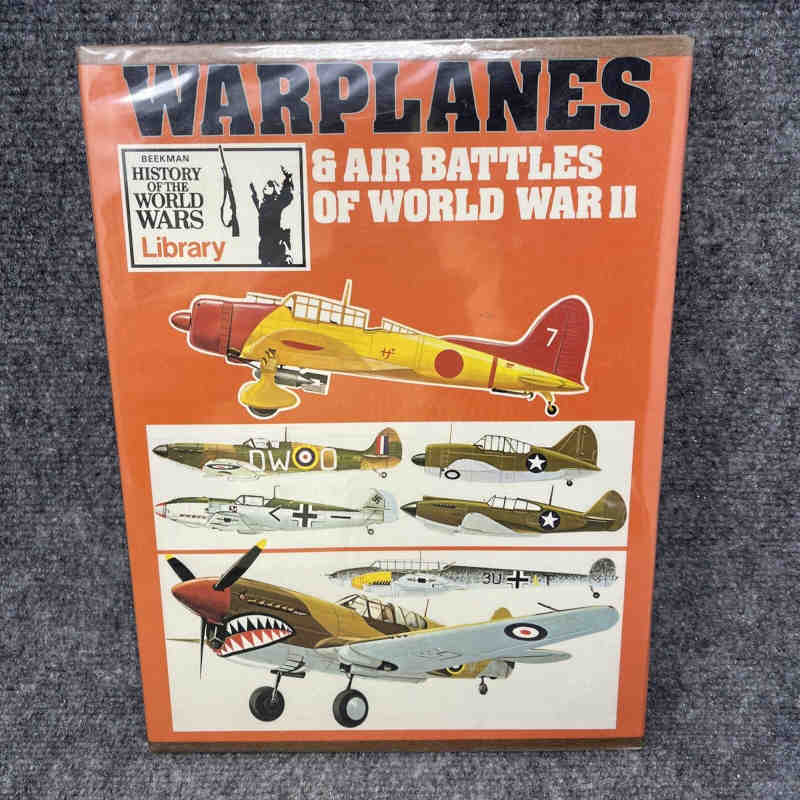 WARPLANES
& AIR BATTLES
OF WORLD WAR II
BEEKMAN
HISTORY
OF THE
WORLD
WARS
Library
7
DW O
3U T